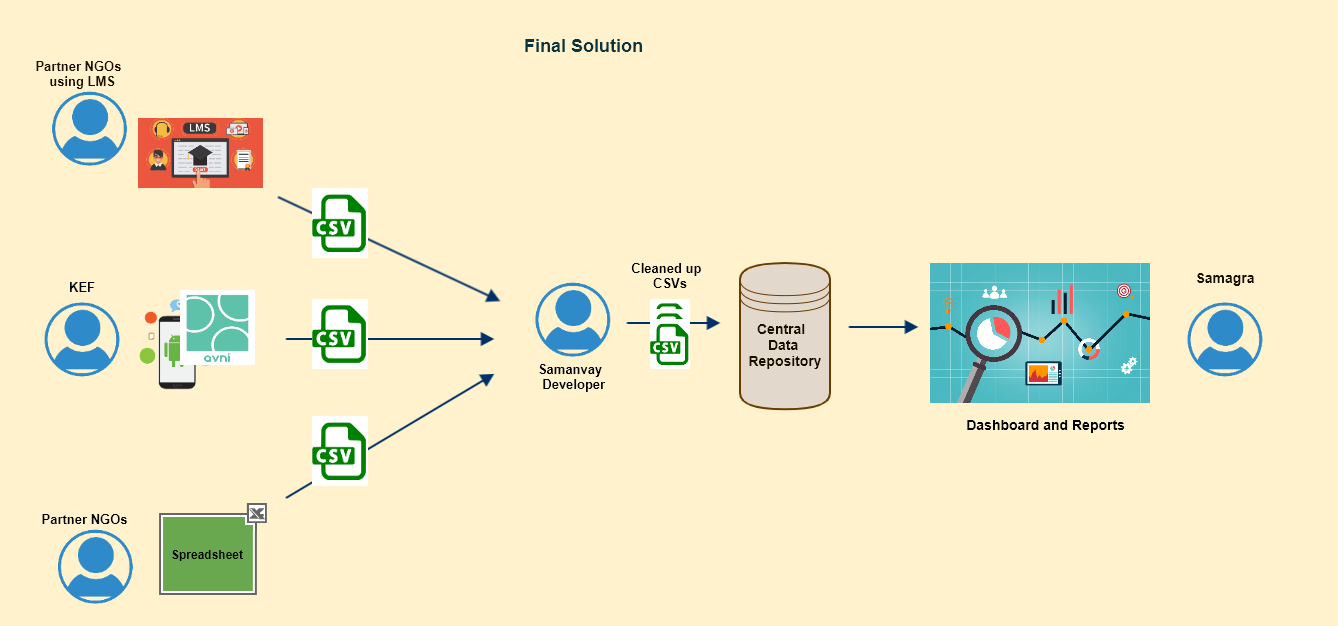 Final Solution
Partner NGOs
using LMS
LMS
CSV
KEF
avni
CSV
CSV
Partner NGOs
Spreadsheet
Samanvay
Developer
Cleaned up
CSVs
CSV
Central
Data
Repository
Dashboard and Reports
Samagra